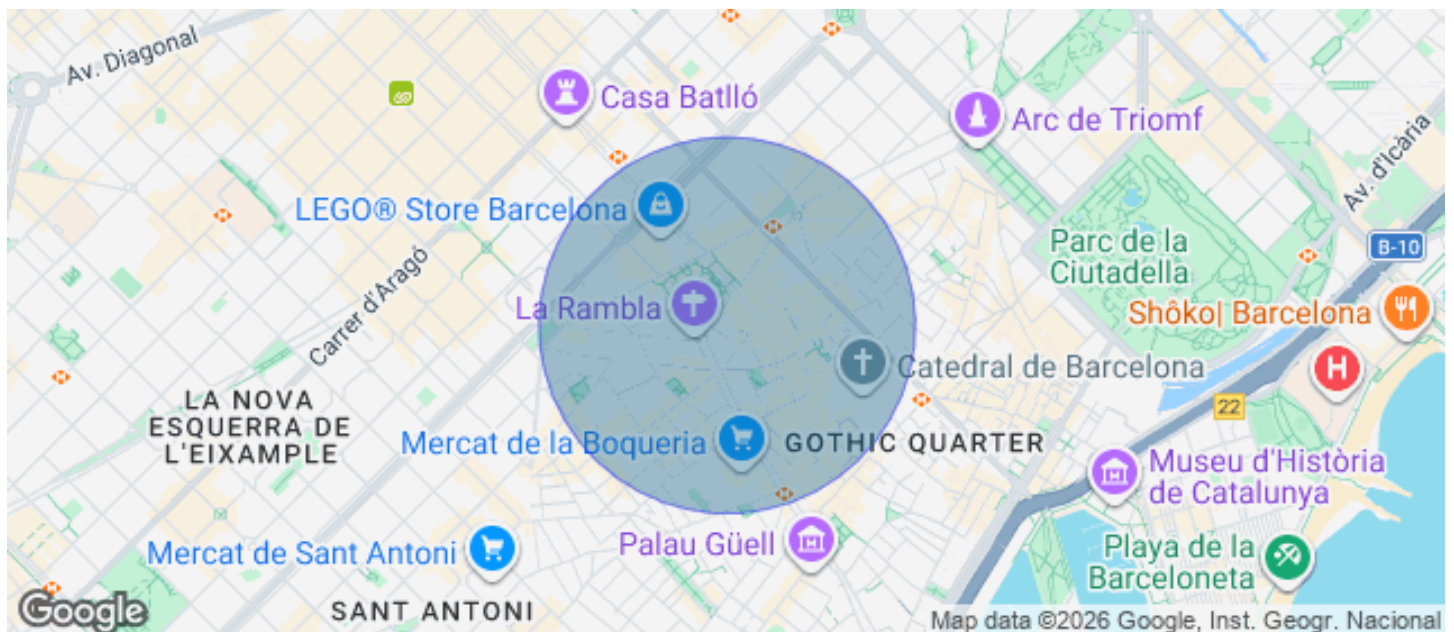 Av. Diagonal
Casa Batlló
Arc de Triomf
Av. d'Icària
LEGO® Store Barcelona
Parc de la
Ciutadella
B-10
Carrer d'Aragó
La Rambla
Shôko| Barcelona
H
Catedral de Barcelona
22
LA NOVA
ESQUERRA DE
L'EIXAMPLE
Mercat de la Boqueria
GOTHIC QUARTER
Museu d'Història
de Catalunya
Mercat de Sant Antoni
Palau Güell
Playa de la
Barceloneta
SANT ANTONI
Google
Map data ©2026 Google, Inst. Geogr. Nacional